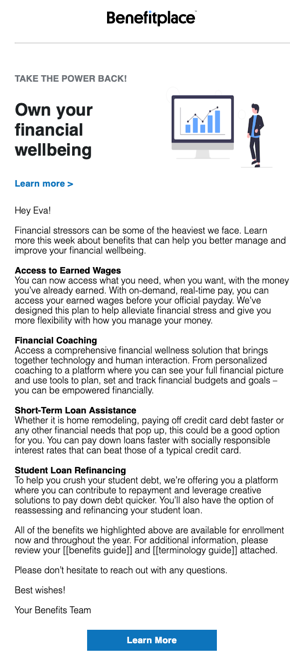 Benefitplace
TAKE THE POWER BACK!
Own your
financial
wellbeing
Learn more >
Hey Eva!
Financial stressors can be some of the heaviest we face. Learn
more this week about benefits that can help you better manage and
improve your financial wellbeing.
Access to Earned Wages
You can now access what you need, when you want, with the money
you've already earned. With on-demand, real-time pay, you can
access your earned wages before your official payday. We've
designed this plan to help alleviate financial stress and give you
more flexibility with how you manage your money.
Financial Coaching
Access a comprehensive financial wellness solution that brings
together technology and human interaction. From personalized
coaching to a platform where you can see your full financial picture
and use tools to plan, set and track financial budgets and goals –
you can be empowered financially.
Short-Term Loan Assistance
Whether it is home remodeling, paying off credit card debt faster or
any other financial needs that pop up, this could be a good option
for you. You can pay down loans faster with socially responsible
interest rates that can beat those of a typical credit card.
Student Loan Refinancing
To help you crush your student debt, we're offering you a platform
where you can contribute to repayment and leverage creative
solutions to pay down debt quicker. You'll also have the option of
reassessing and refinancing your student loan.
All of the benefits we highlighted above are available for enrollment
now and throughout the year. For additional information, please
review your [[benefits guide]] and [[terminology guide]] attached.
Please don't hesitate to reach out with any questions.
Best wishes!
Your Benefits Team
Learn More